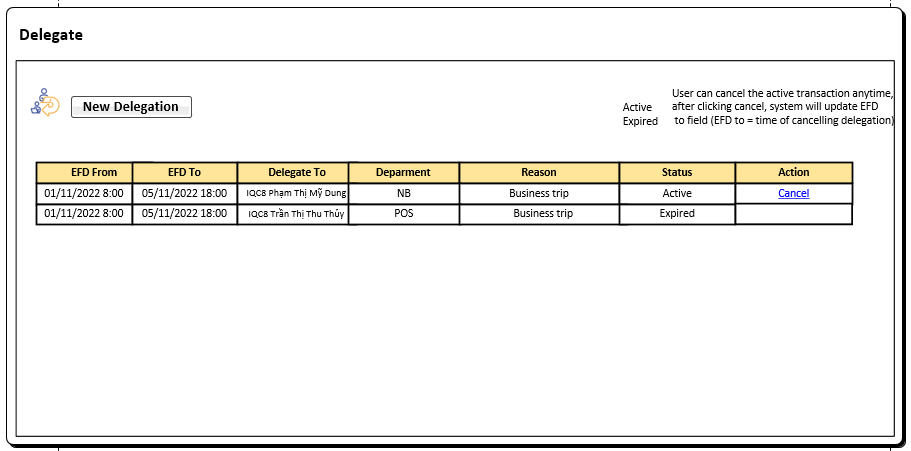 Delegate
New Delegation
User can cancel the active transaction anytime,
after clicking cancel, system will update EFD
to field (EFD to = time of cancelling delegation)
Active
Expired
EFD From EFD To Delegate To Deparment Reason Status Action
01/11/2022 8:00 05/11/2022 18:00 IQC8 Phạm Thị Mỹ Dung NB Business trip Active Cancel
01/11/2022 8:00 05/11/2022 18:00 IQC8 Trần Thị Thu Thủy POS Business trip Expired